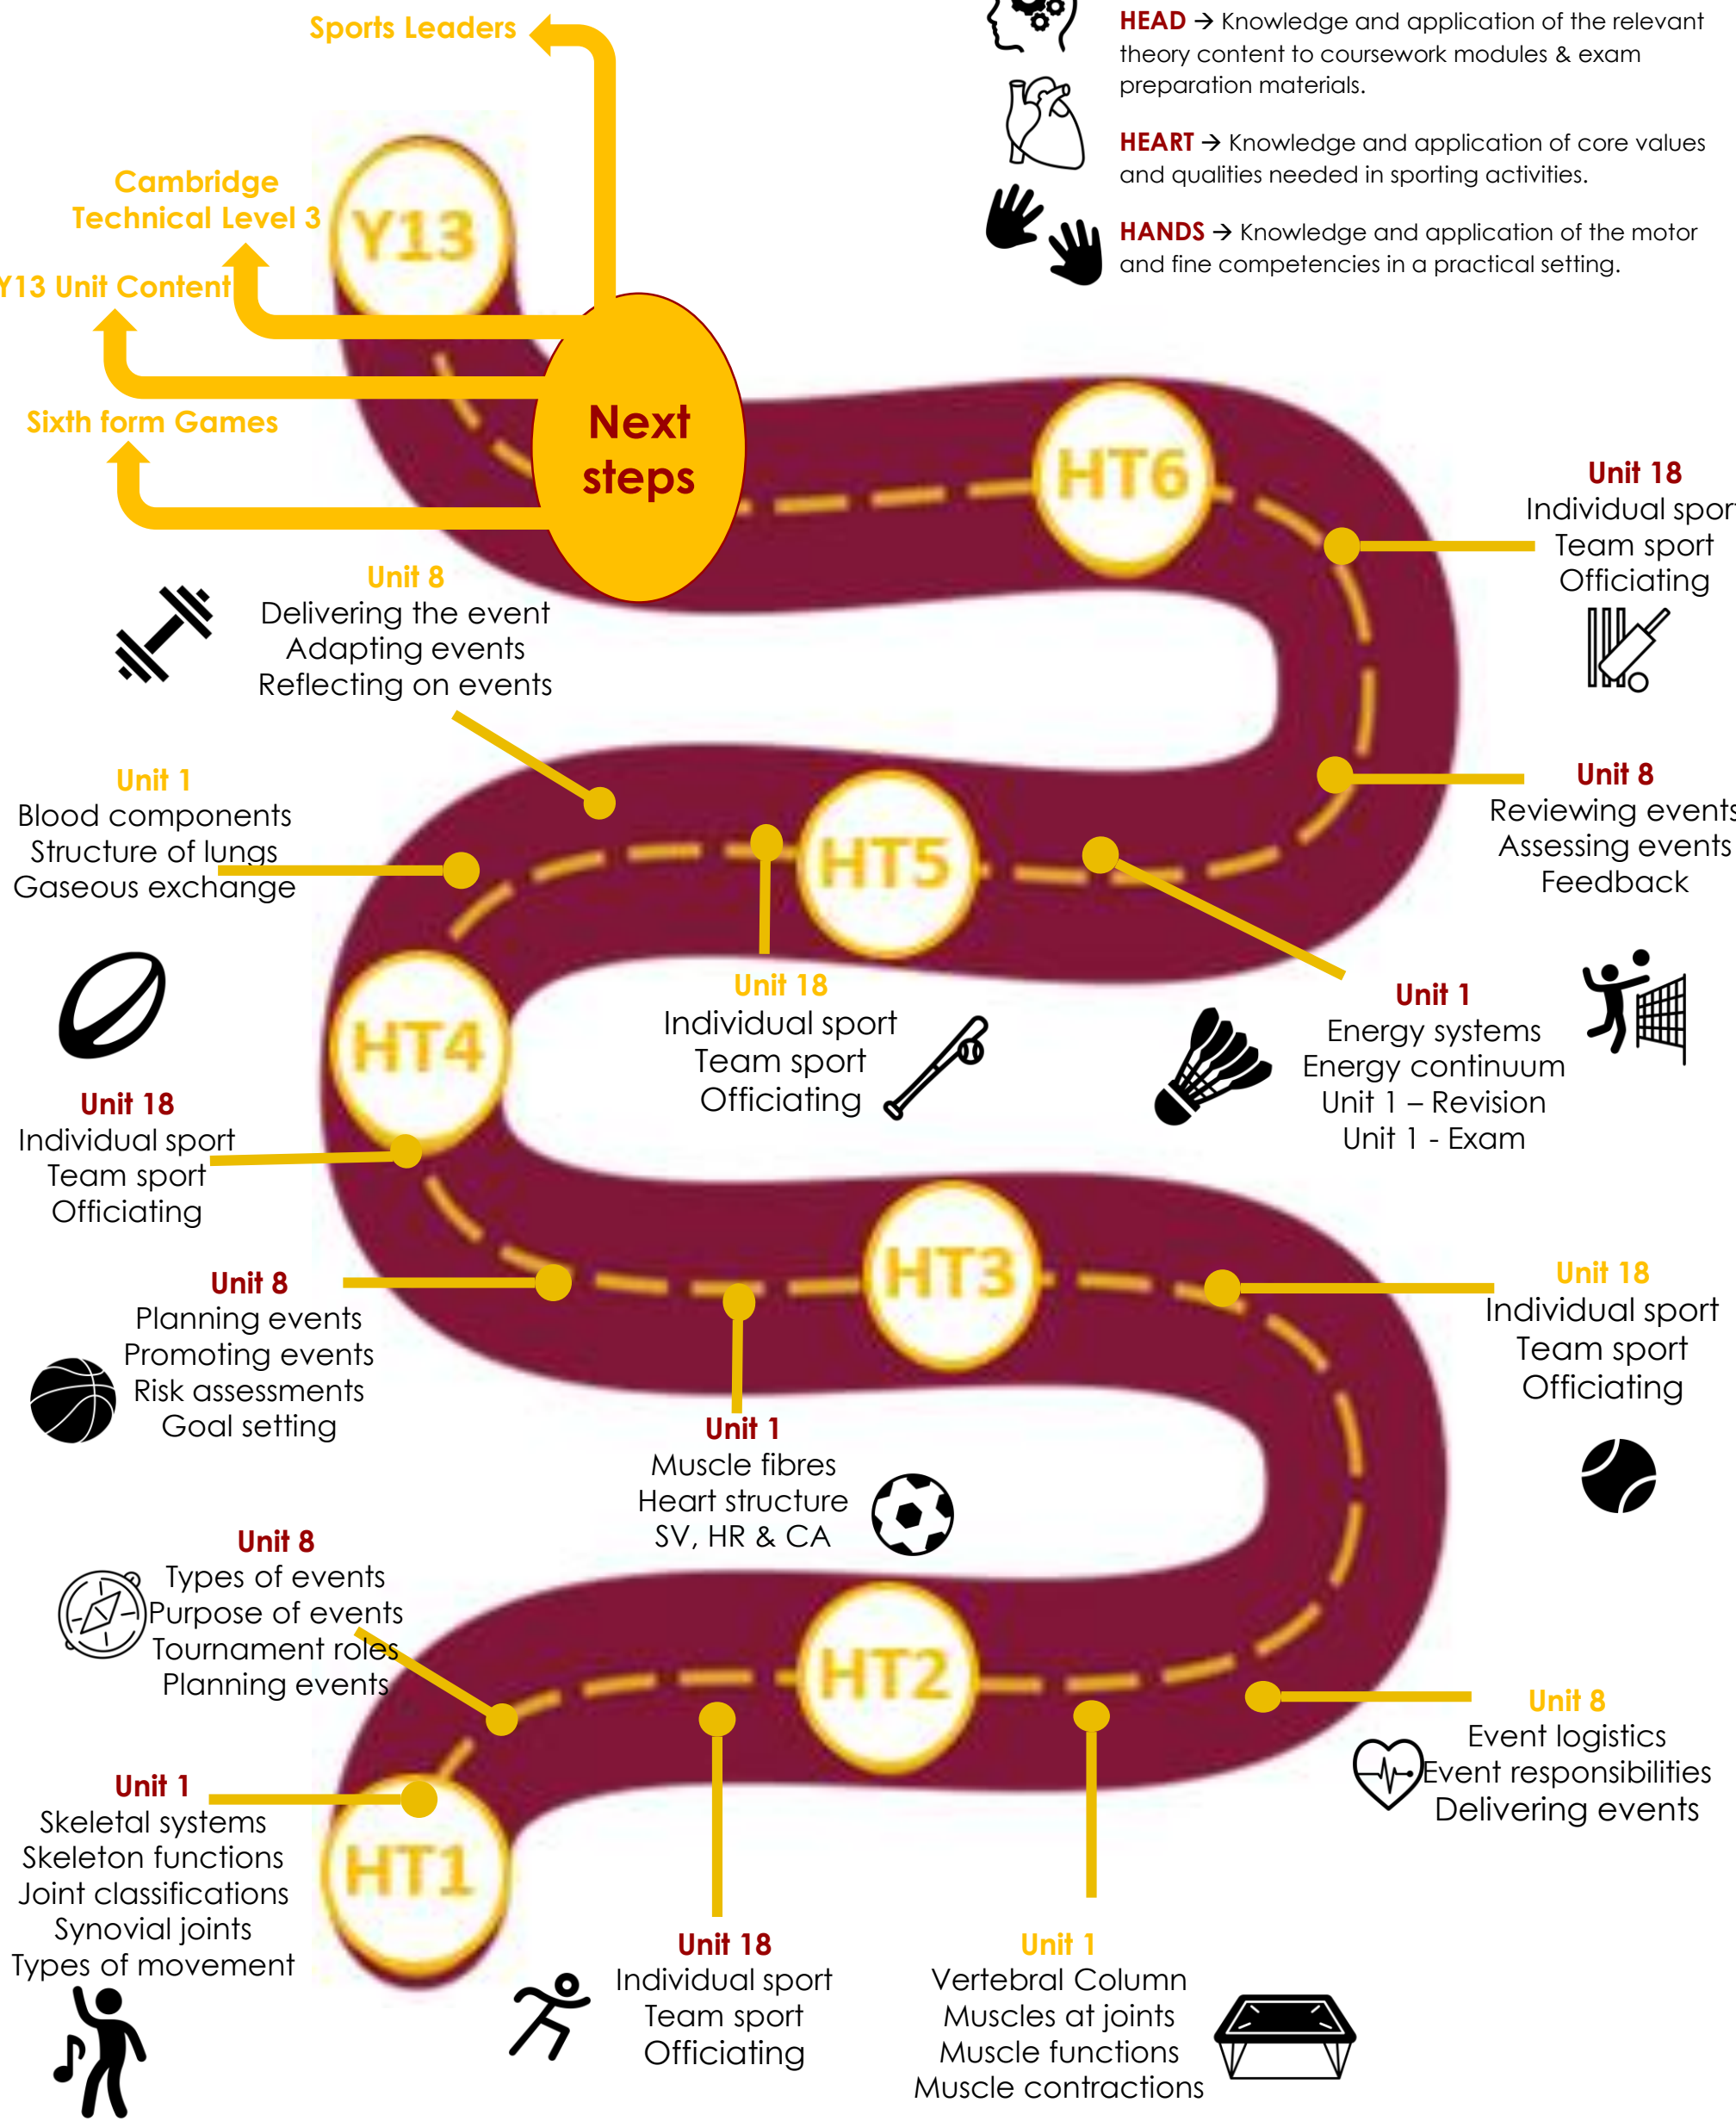 Sports Leaders
HEAD → Knowledge and application of the relevant
theory content to coursework modules & exam
preparation materials.
HEART → Knowledge and application of core values
and qualities needed in sporting activities.
HANDS → Knowledge and application of the motor
and fine competencies in a practical setting.
Cambridge
Technical Level 3
Y13
Y13 Unit Content
Sixth form Games
Next
steps
HT6
Unit 18
Individual sport
Team sport
Officiating
Unit 8
Delivering the event
Adapting events
Reflecting on events
Unit 8
Reviewing events
Assessing events
Feedback
Unit 1
Blood components
Structure of lungs
Gaseous exchange
HT5
Unit 18
Individual sport
Team sport
Officiating
Unit 1
Energy systems
Energy continuum
Unit 1 – Revision
Unit 1 - Exam
HT4
Unit 18
Individual sport
Team sport
Officiating
HT3
Unit 18
Individual sport
Team sport
Officiating
Unit 8
Planning events
Promoting events
Risk assessments
Goal setting
Unit 1
Muscle fibres
Heart structure
SV, HR & CA
Unit 8
Types of events
Purpose of events
Tournament roles
Planning events
HT2
Unit 8
Event logistics
Event responsibilities
Delivering events
Unit 1
Skeletal systems
Skeleton functions
Joint classifications
Synovial joints
Types of movement
HT1
Unit 18
Individual sport
Team sport
Officiating
Unit 1
Vertebral Column
Muscles at joints
Muscle functions
Muscle contractions